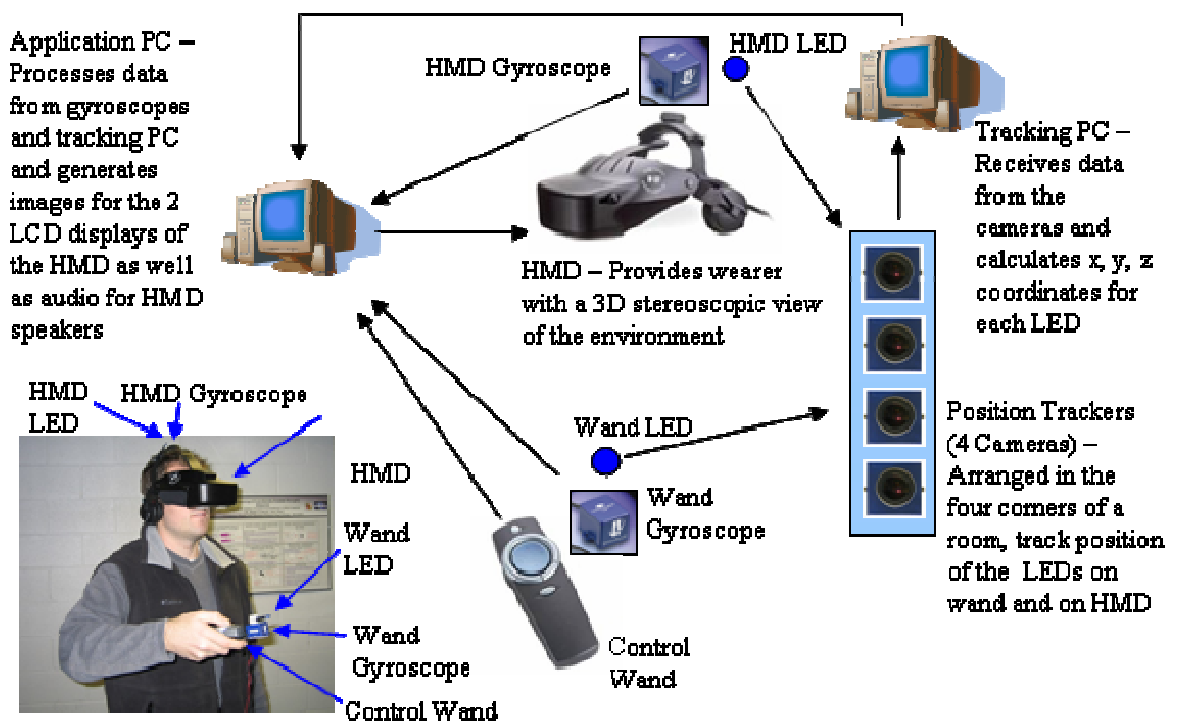 Application PC –
Processes data
from gyroscopes
and tracking PC
and generates
images for the 2
LCD displays of
the HMD as well
as audio for HMD
speakers
HMD Gyroscope
HMD LED
Tracking PC –
Receives data
from the
cameras and
calculates x, y, z
coordinates for
each LED
HMD – Provides wearer
with a 3D stereoscopic view
of the environment
Position Trackers
(4 Cameras) –
Arranged in the
four corners of a
room, track position
of the LEDs on
wand and on HMD
Wand LED
Wand
Gyroscope
Control
Wand
HMD
LED
HMD Gyroscope
HMD
Wand
LED
Wand
Gyroscope
Control Wand